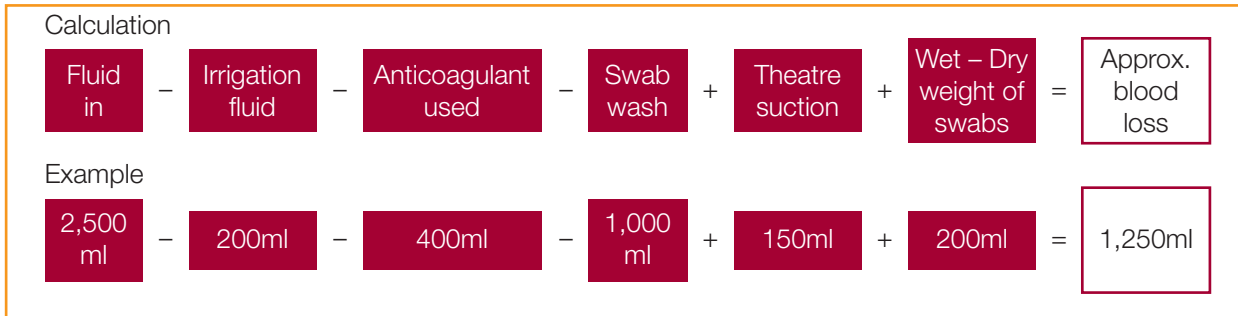 Calculation
Fluid
in
–
Irrigation
fluid
–
Anticoagulant
used
–
Swab
wash
+
Theatre
suction
+
Wet – Dry
weight of
swabs
=
Approx.
blood
loss
Example
2,500
ml
–
200ml
–
400ml
–
1,000
ml
+
150ml
+
200ml
=
1,250ml